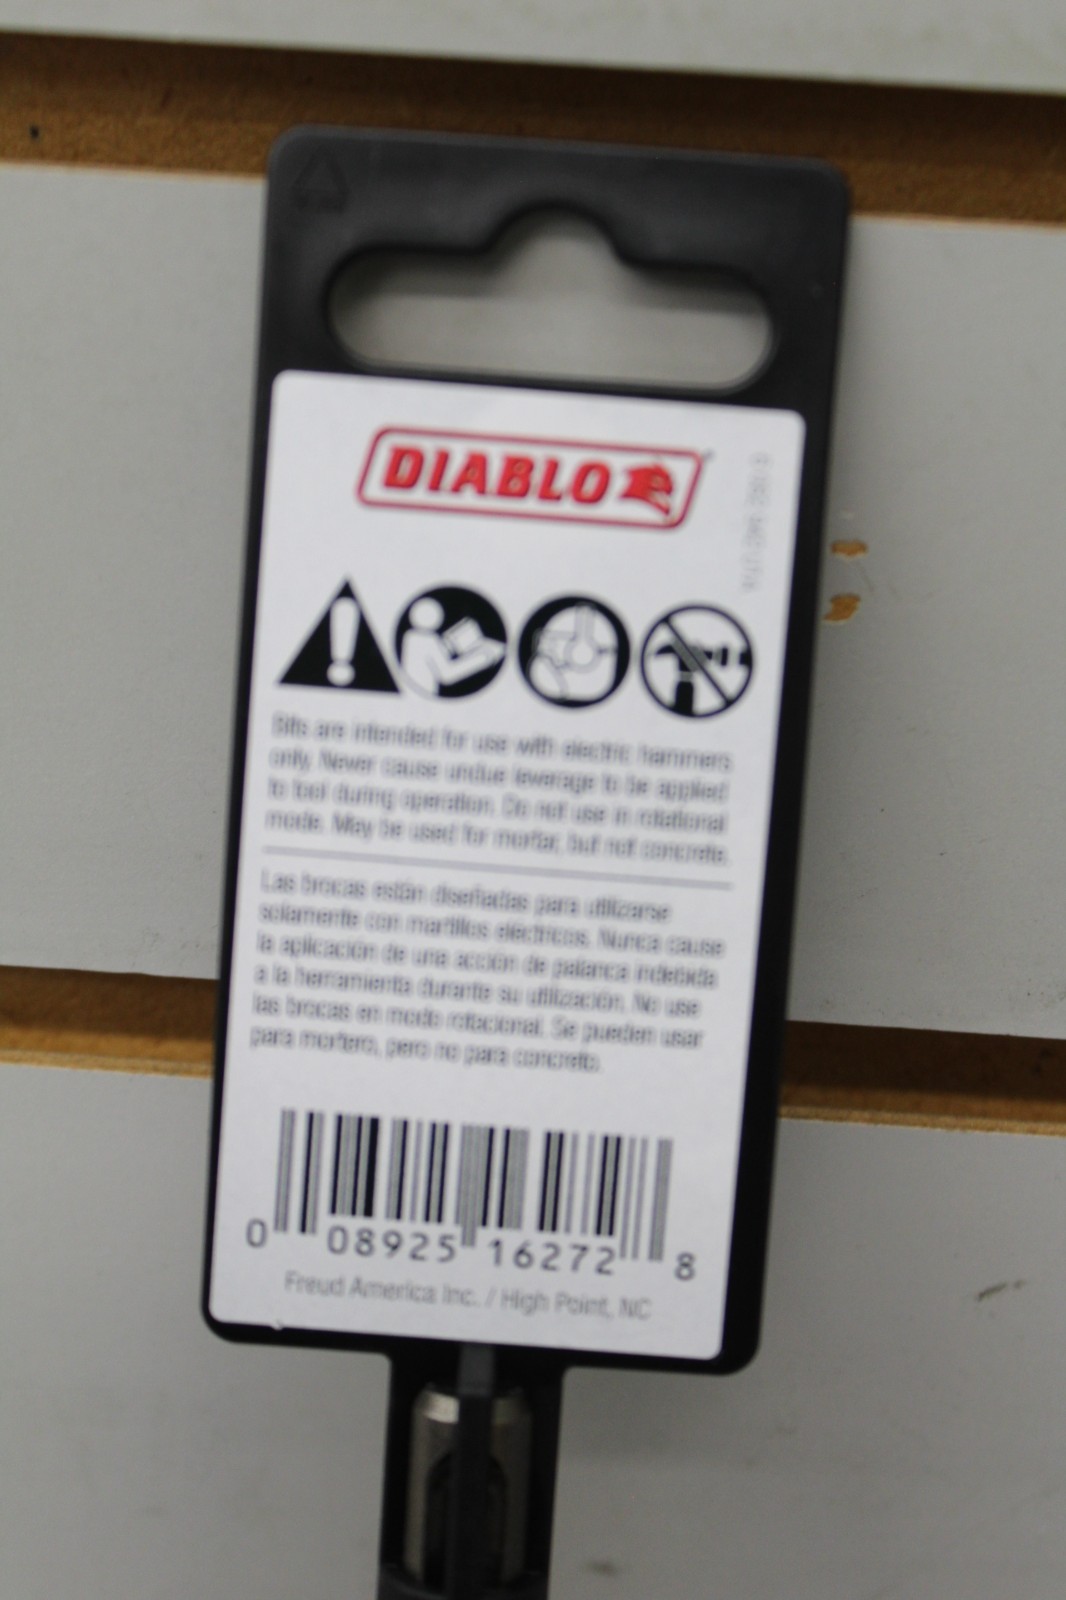 DIABLO
Bits are intended for use with electric hammers
only. Never cause undue leverage to be applied
to tool during operation. Do not use in rotational
mode. May be used for mortar, but not concrete.
Las brocas están diseñadas para utilizarse
solamente con martillos eléctricos. Nunca cause
la aplicación de una acción de palanca indebida
a la herramienta durante su utilización. No use
las brocas en modo rotacional. Se pueden usar
para mortero, pero no para concreto.
0 08925 16272 8
Freud America Inc. / High Point, NC